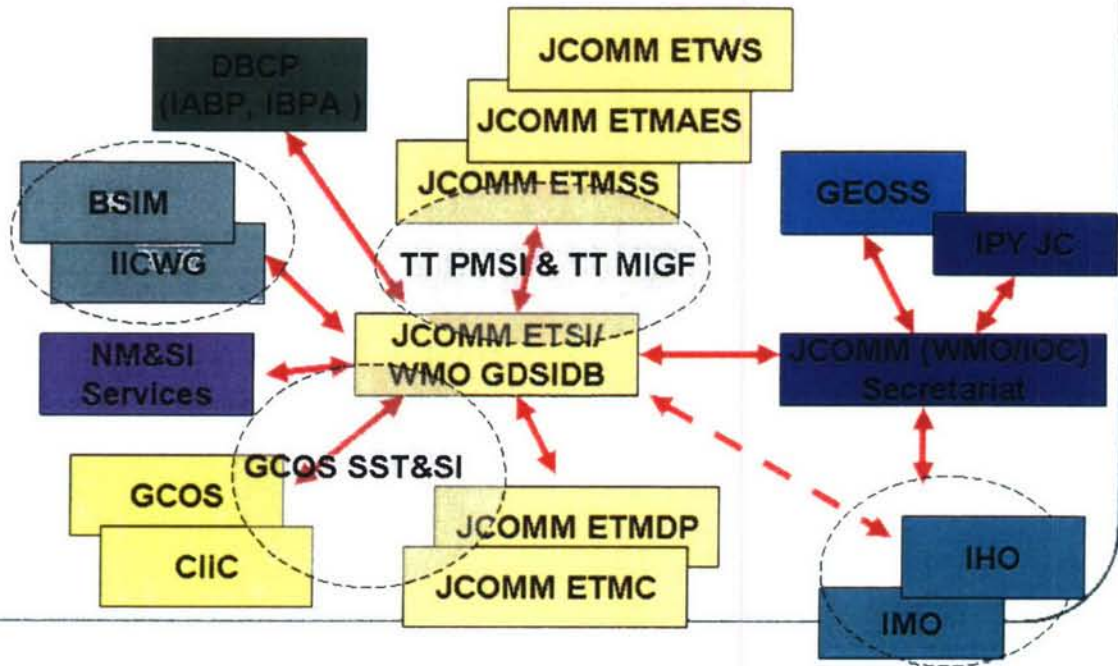 JCOMM ETWS
DBCP
(IABP, IBPA )
JCOMM ETMAES
JCOMM ETMSS
BSIM
IICWG
GEOSS
IPY JC
TT PMSI & TT MIGF
JCOMM ETSI/
WMO GDSIDB
NM&SI
Services
JCOMM (WMO/IOC)
Secretariat
GCOS SST&SI
GCOS
CliC
JCOMM ETMDP
JCOMM ETMC
IHO
IMO